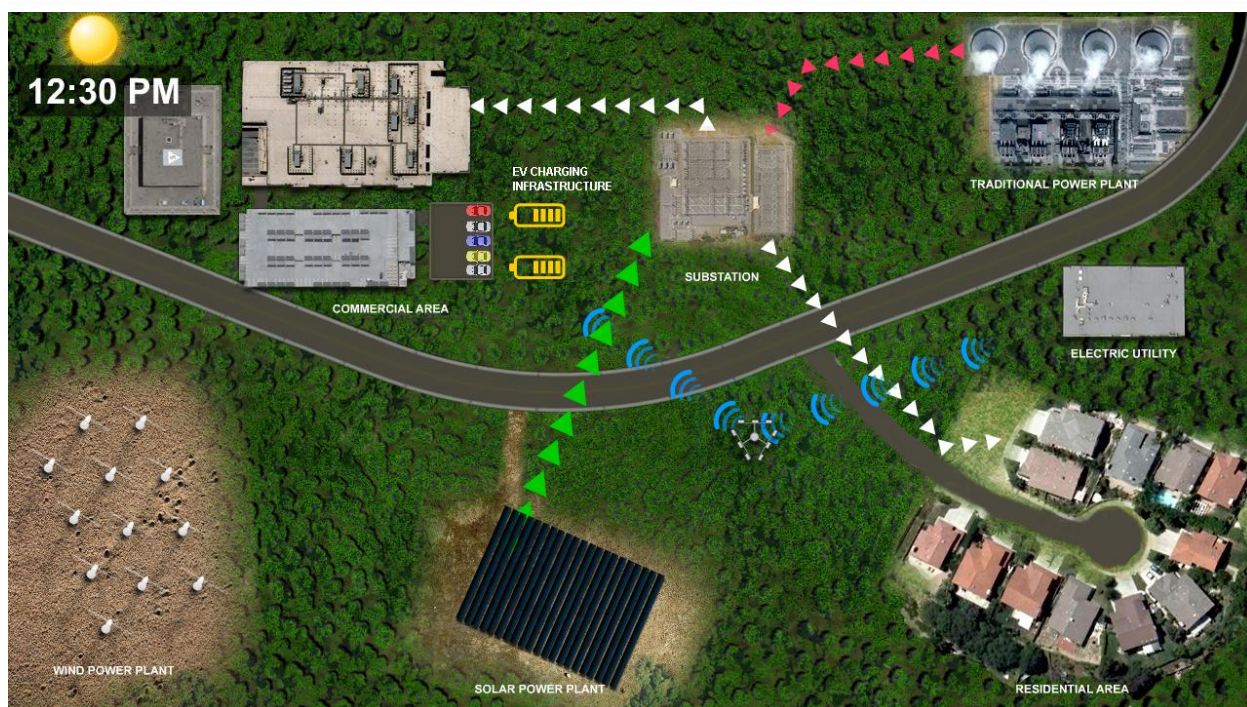 12:30 PM
EV CHARGING
INFRASTRUCTURE
TRADITIONAL POWER PLANT
SUBSTATION
COMMERCIAL AREA
ELECTRIC UTILITY
WIND POWER PLANT
SOLAR POWER PLANT
RESIDENTIAL AREA